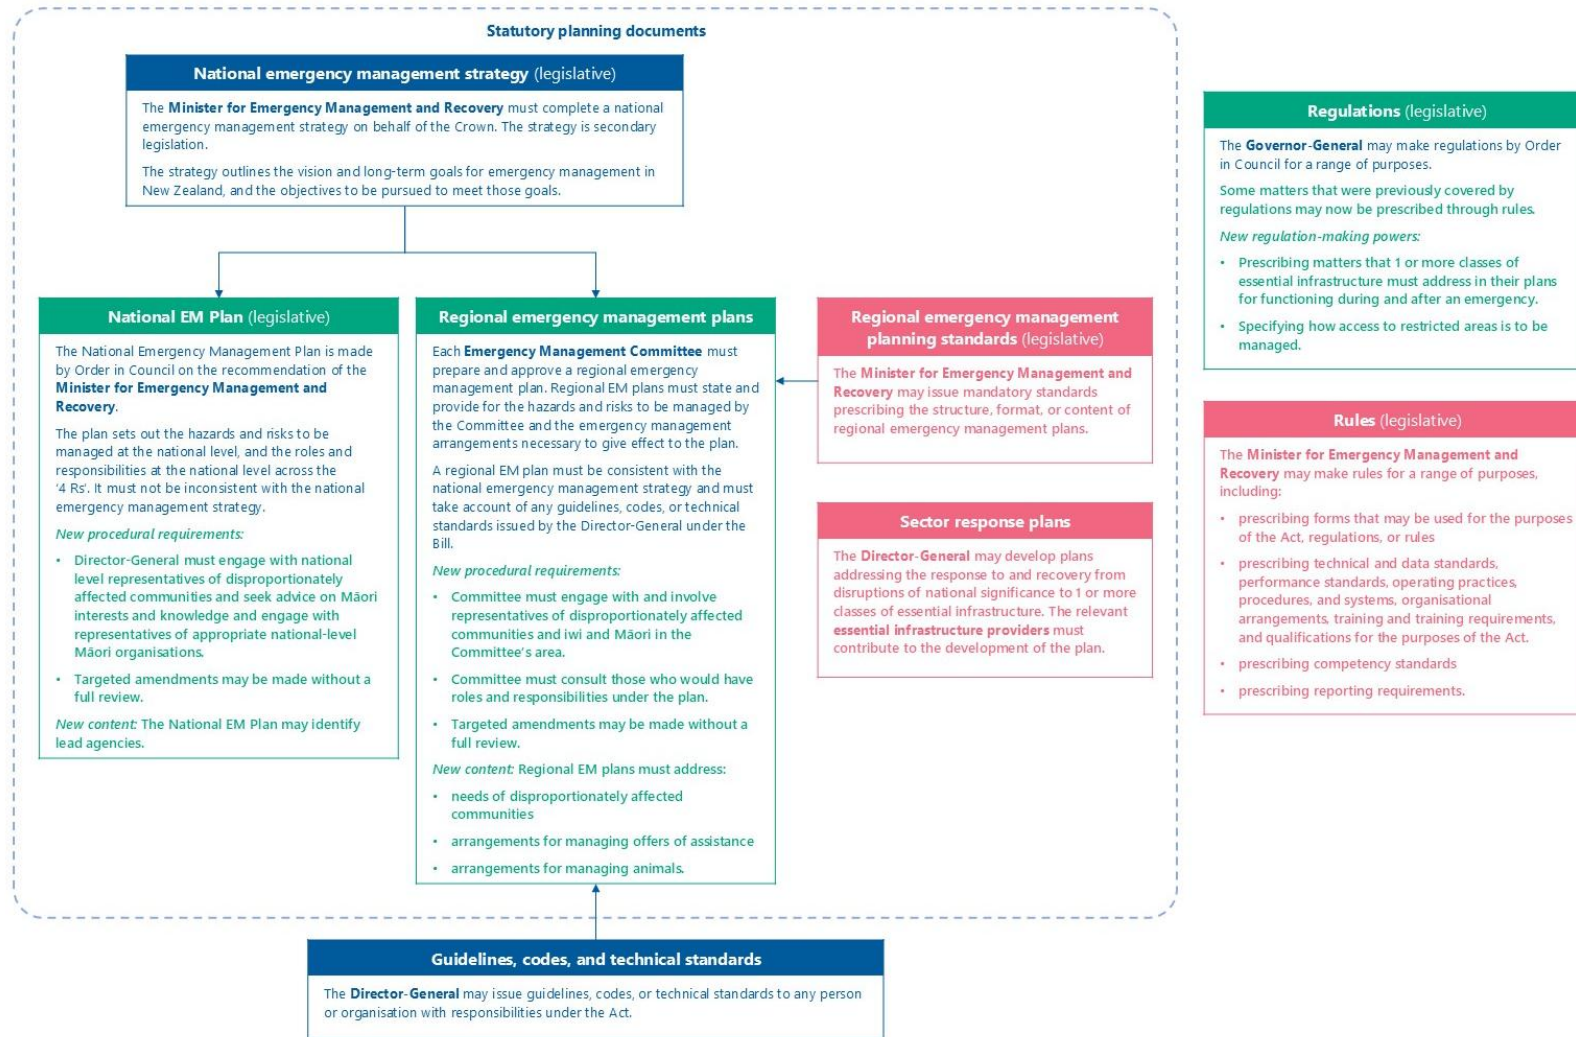 Statutory planning documents
National emergency management strategy (legislative)
The Minister for Emergency Management and Recovery must complete a national
emergency management strategy on behalf of the Crown. The strategy is secondary
legislation.
The strategy outlines the vision and long-term goals for emergency management in
New Zealand, and the objectives to be pursued to meet those goals.
National EM Plan (legislative)
The National Emergency Management Plan is made
by Order in Council on the recommendation of the
Minister for Emergency Management and
Recovery.
The plan sets out the hazards and risks to be
managed at the national level, and the roles and
responsibilities at the national level across the
'4 Rs'. It must not be inconsistent with the national
emergency management strategy.
New procedural requirements:
• Director-General must engage with national
level representatives of disproportionately
affected communities and seek advice on Māori
interests and knowledge and engage with
representatives of appropriate national-level
Māori organisations.
• Targeted amendments may be made without a
full review.
New content: The National EM Plan may identify
lead agencies.
Regional emergency management plans
Each Emergency Management Committee must
prepare and approve a regional emergency
management plan. Regional EM plans must state and
provide for the hazards and risks to be managed by
the Committee and the emergency management
arrangements necessary to give effect to the plan.
A regional EM plan must be consistent with the
national emergency management strategy and must
take account of any guidelines, codes, or technical
standards issued by the Director-General under the
Bill.
New procedural requirements:
• Committee must engage with and involve
representatives of disproportionately affected
communities and iwi and Māori in the
Committee's area.
• Committee must consult those who would have
roles and responsibilities under the plan.
• Targeted amendments may be made without a
full review.
New content: Regional EM plans must address:
• needs of disproportionately affected
communities
• arrangements for managing offers of assistance
• arrangements for managing animals.
Regional emergency management
planning standards (legislative)
The Minister for Emergency Management and
Recovery may issue mandatory standards
prescribing the structure, format, or content of
regional emergency management plans.
Sector response plans
The Director-General may develop plans
addressing the response to and recovery from
disruptions of national significance to 1 or more
classes of essential infrastructure. The relevant
essential infrastructure providers must
contribute to the development of the plan.
Guidelines, codes, and technical standards
The Director-General may issue guidelines, codes, or technical standards to any person
or organisation with responsibilities under the Act.
Regulations (legislative)
The Governor-General may make regulations by Order
in Council for a range of purposes.
Some matters that were previously covered by
regulations may now be prescribed through rules.
New regulation-making powers:
• Prescribing matters that 1 or more classes of
essential infrastructure must address in their plans
for functioning during and after an emergency.
• Specifying how access to restricted areas is to be
managed.
Rules (legislative)
The Minister for Emergency Management and
Recovery may make rules for a range of purposes,
including:
• prescribing forms that may be used for the purposes
of the Act, regulations, or rules
• prescribing technical and data standards,
performance standards, operating practices,
procedures, and systems, organisational
arrangements, training and training requirements,
and qualifications for the purposes of the Act.
• prescribing competency standards
• prescribing reporting requirements.